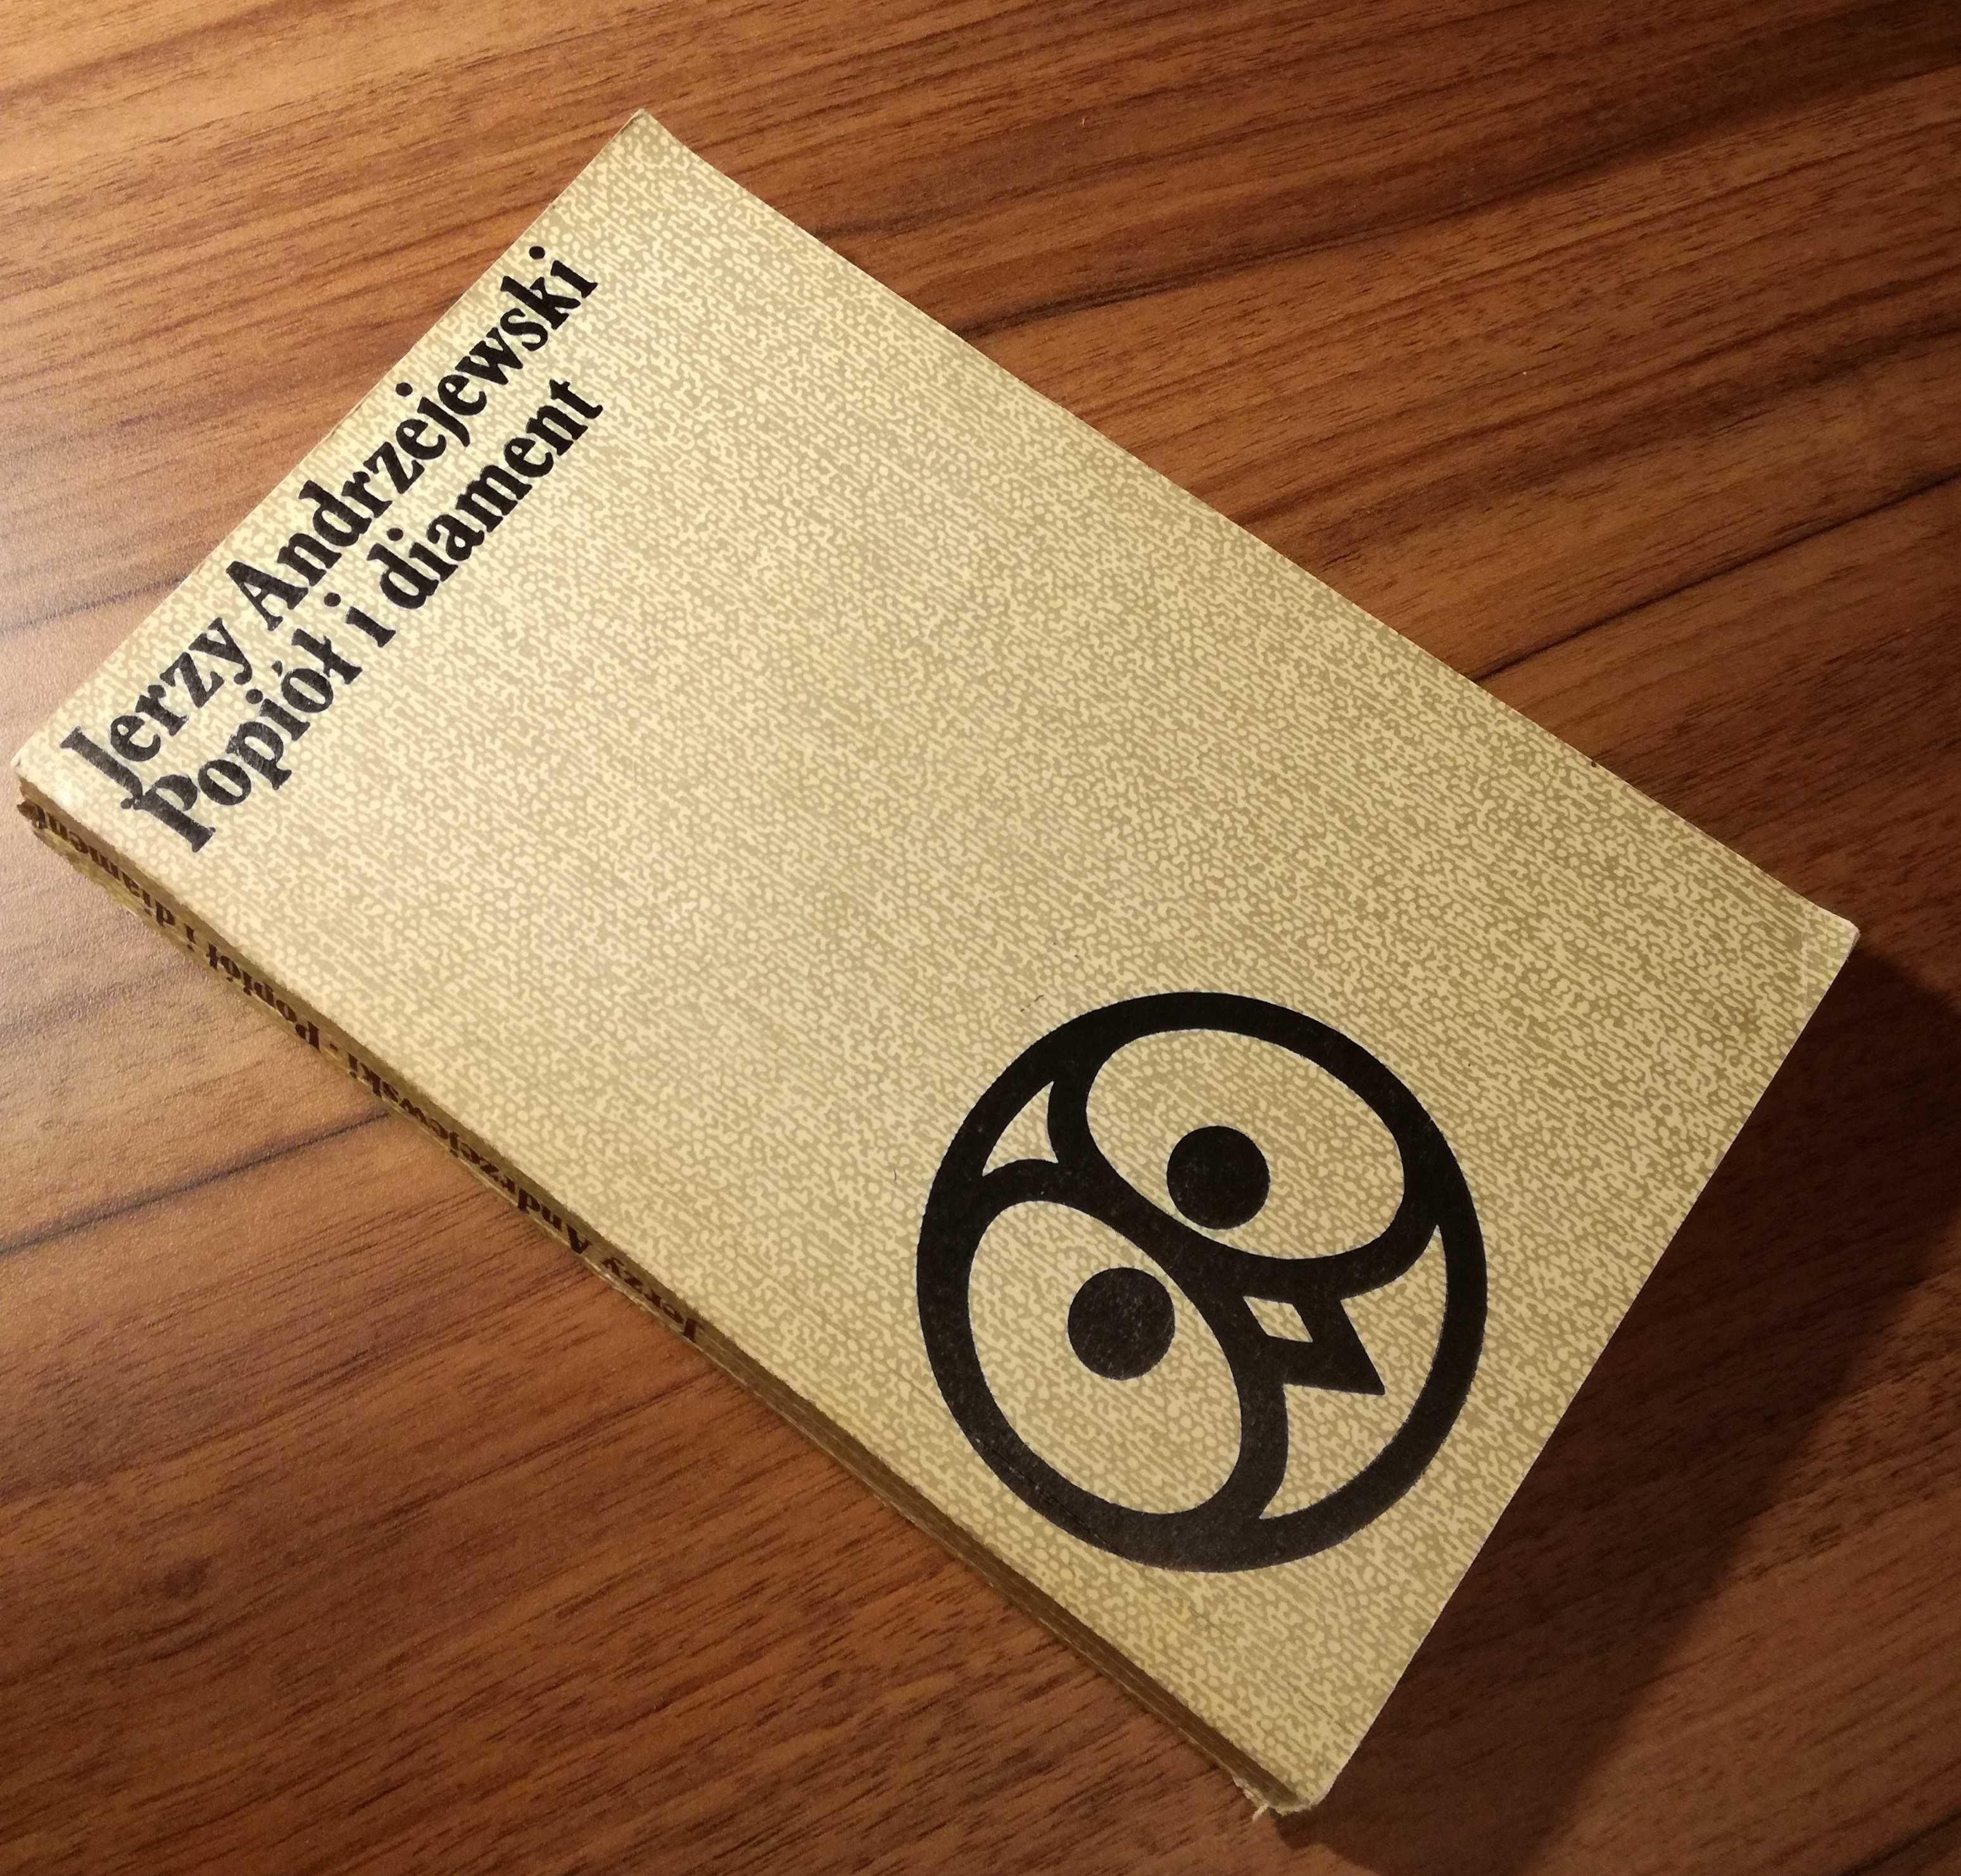 Jerzy Andrzejewski
Popiół i diament
Jerzy Andrzejewski · Popiół i diament